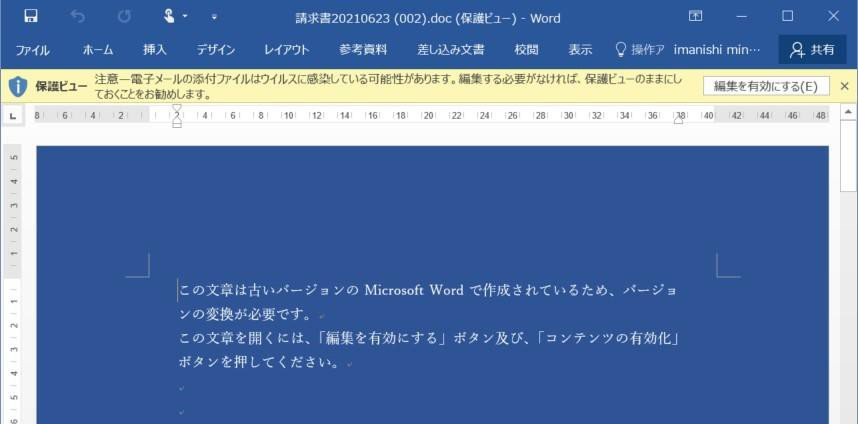 請求書20210623 (002).doc (保護ビュー) - Word
ファイル ホーム 挿入 デザイン レイアウト 参考資料 差し込み文書 校閲 表示 操作ア imanishi min… 共有
保護ビュー 注意—電子メールの添付ファイルはウイルスに感染している可能性があります。編集する必要がなければ、保護ビューのままにし
ておくことをお勧めします。
編集を有効にする(E)
8 6 4 2 2 4 6 8 10 12 14 16 18 20 22 24 26 28 30 32 34 36 38 40 42 44 46 48
5
4
3
2
1
1
2
3
4
5
6
この文章は古いバージョンの Microsoft Word で作成されているため、バージョ
ンの変換が必要です。
この文章を開くには、「編集を有効にする」ボタン及び、「コンテンツの有効化」
ボタンを押してください。